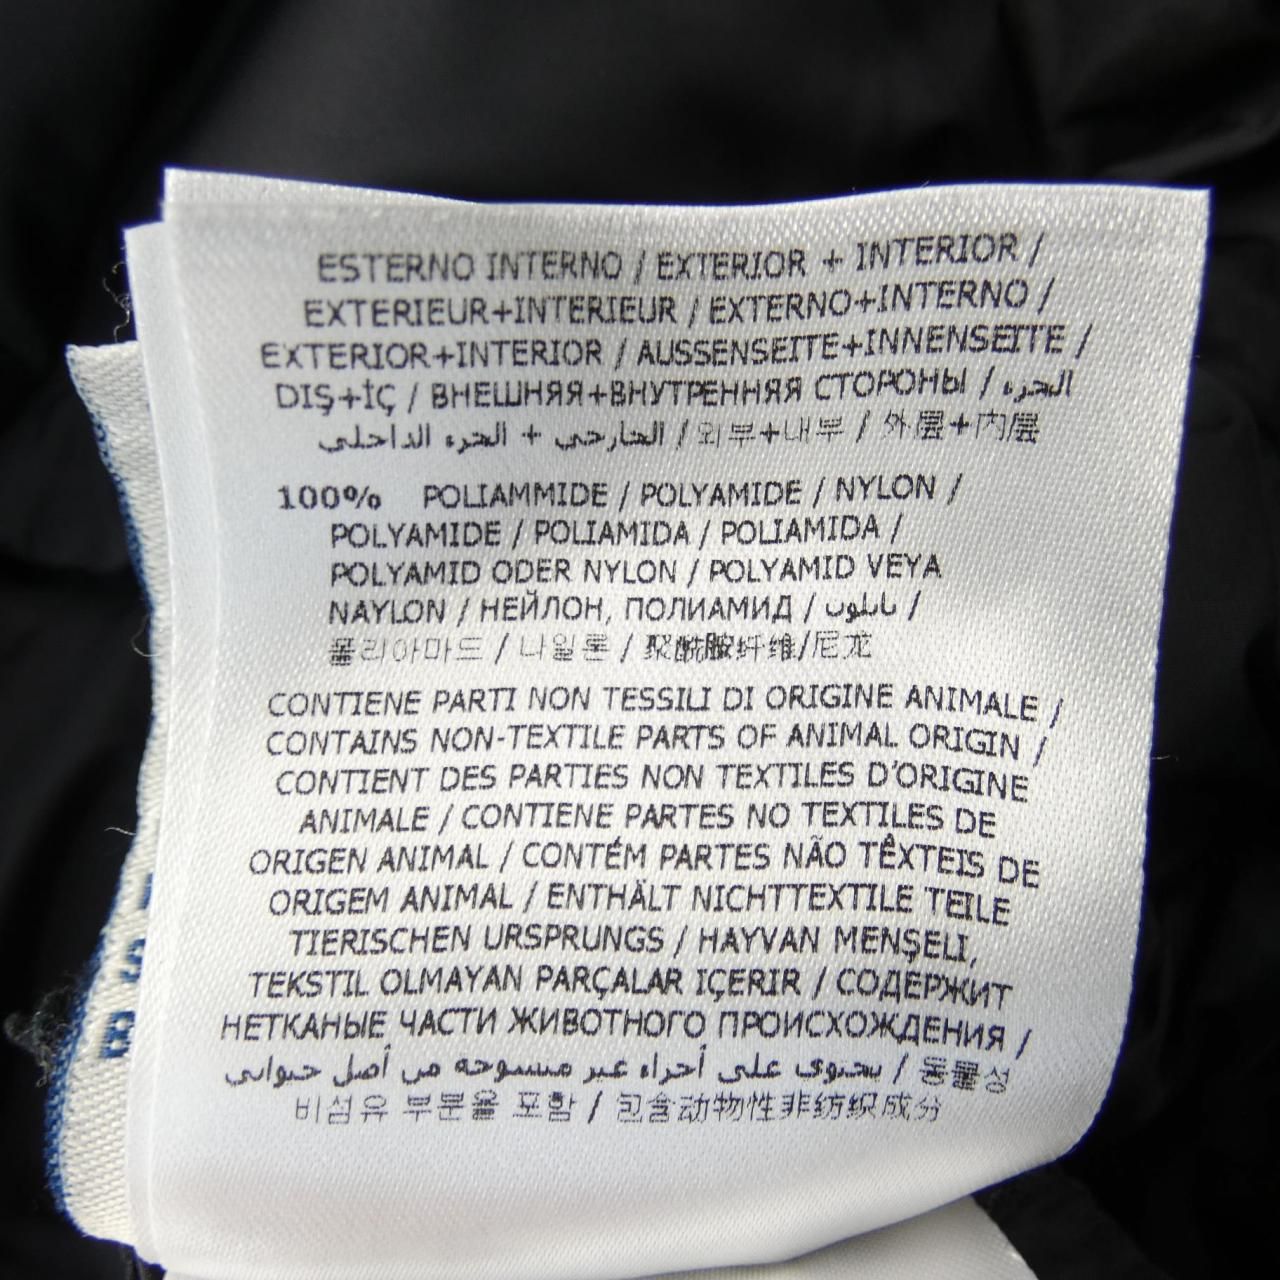 ESTERNO INTERNO / EXTERIOR + INTERIOR /
EXTERIEUR+INTERIEUR / EXTERNO+INTERNO /
EXTERIOR+INTERIOR / AUSSENSEITE+INNENSEITE /
DIŞ+İÇ / ВНЕШНЯЯ+ВНУТРЕННЯЯ СТОРОНЫ / الجزء
الخارجي + الجزء الداخلي / 외부+내부 / 外层+内层
100% POLIAMMIDE / POLYAMIDE / NYLON /
POLYAMIDE / POLIAMIDA / POLIAMIDA /
POLYAMID ODER NYLON / POLYAMID VEYA
NAYLON / НЕЙЛОН, ПОЛИАМИД / نايلون /
폴리아마드 / 나일론 / 聚酰胺纤维/尼龙
CONTIENE PARTI NON TESSILI DI ORIGINE ANIMALE /
CONTAINS NON-TEXTILE PARTS OF ANIMAL ORIGIN /
CONTIENT DES PARTIES NON TEXTILES D'ORIGINE
ANIMALE / CONTIENE PARTES NO TEXTILES DE
ORIGEN ANIMAL / CONTÉM PARTES NÃO TÊXTEIS DE
ORIGEM ANIMAL / ENTHÄLT NICHTTEXTILE TEILE
TIERISCHEN URSPRUNGS / HAYVAN MENŞELİ,
TEKSTIL OLMAYAN PARÇALAR IÇERIR / СОДЕРЖИТ
НЕТКАНЫЕ ЧАСТИ ЖИВОТНОГО ПРОИСХОЖДЕНИЯ /
يحتوي على أجزاء غير منسوجة من أصل حيواني / 동물성
비섬유 부분을 포함 / 包含动物性非纺织成分
S
B